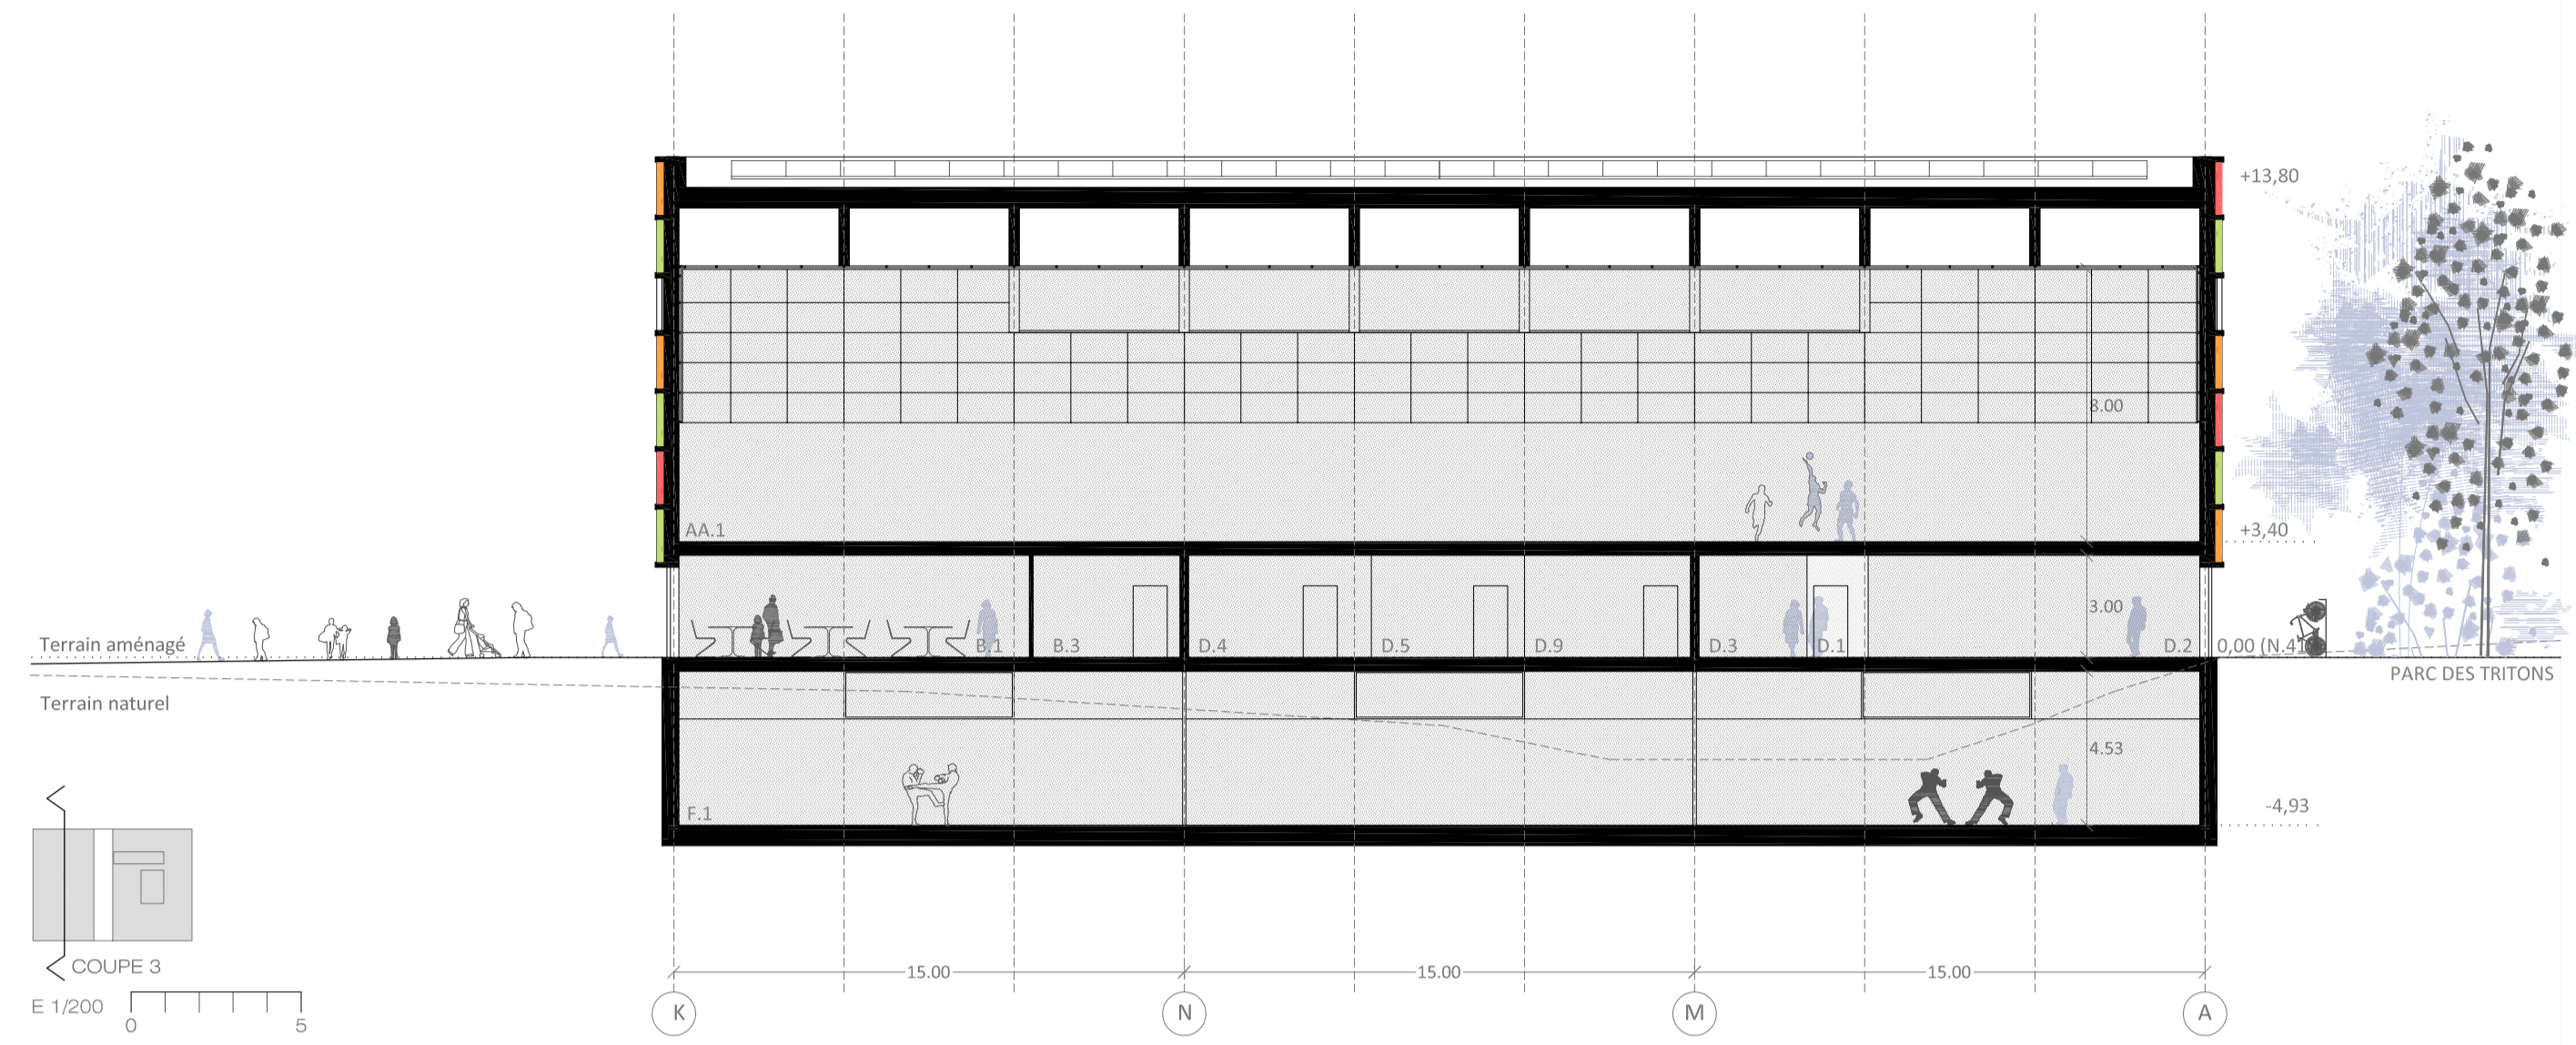 +13,80
8.00
AA.1
+3,40
3.00
Terrain aménagé
B.1
B.3
D.4
D.5
D.9
D.3
D.1
D.2
0,00 (N.41
PARC DES TRITONS
Terrain naturel
4.53
F.1
-4,93
COUPE 3
15.00
15.00
15.00
E 1/200
0
5
K
N
M
A